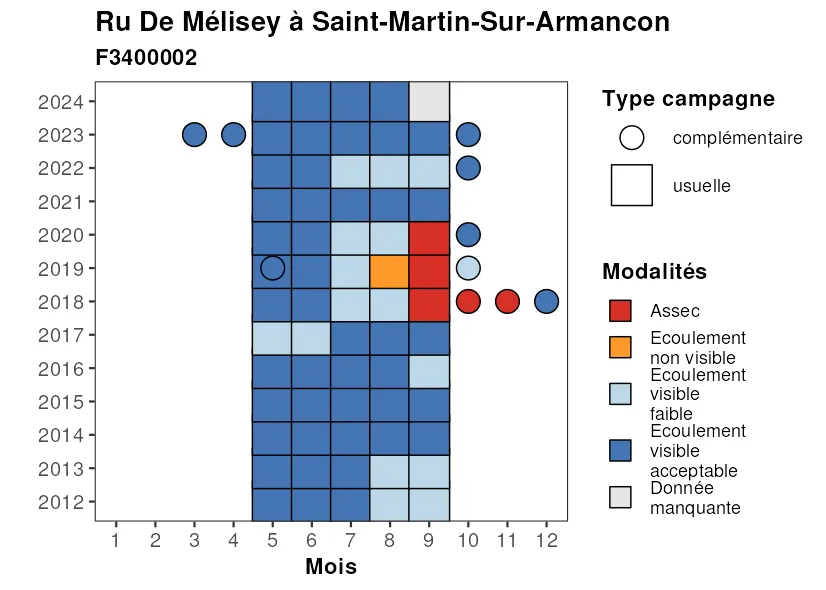 Ru De Mélisey à Saint-Martin-Sur-Armancon
F3400002
2024
2023
2022
2021
2020
2019
2018
2017
2016
2015
2014
2013
2012
1 2 3 4 5 6 7 8 9 10 11 12
Mois
Type campagne
complémentaire
usuelle
Modalités
Assec
Ecoulement
non visible
Ecoulement
visible
faible
Ecoulement
visible
acceptable
Donnée
manquante